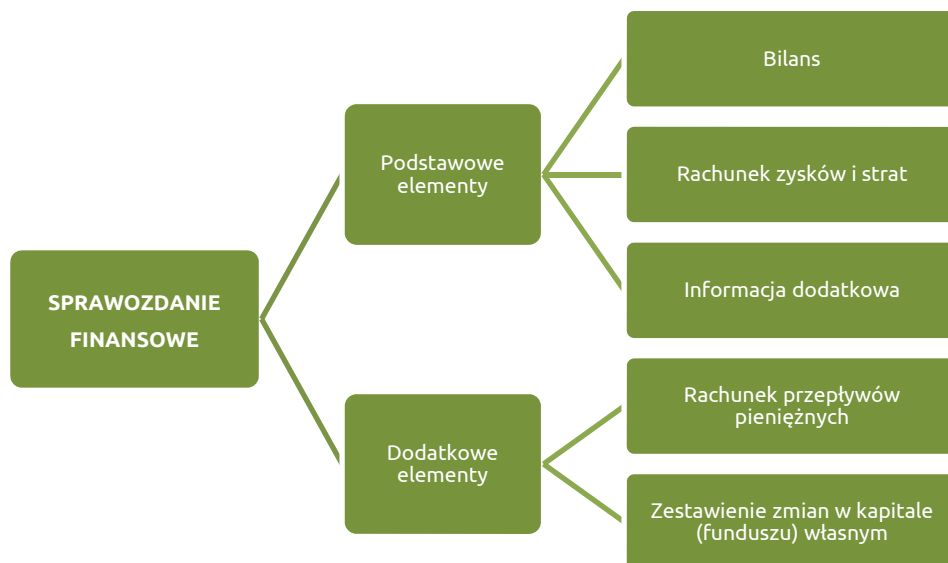 SPRAWOZDANIE
FINANSOWE
Podstawowe
elementy
Bilans
Rachunek zysków i strat
Informacja dodatkowa
Dodatkowe
elementy
Rachunek przepływów
pieniężnych
Zestawienie zmian w kapitale
(funduszu) własnym